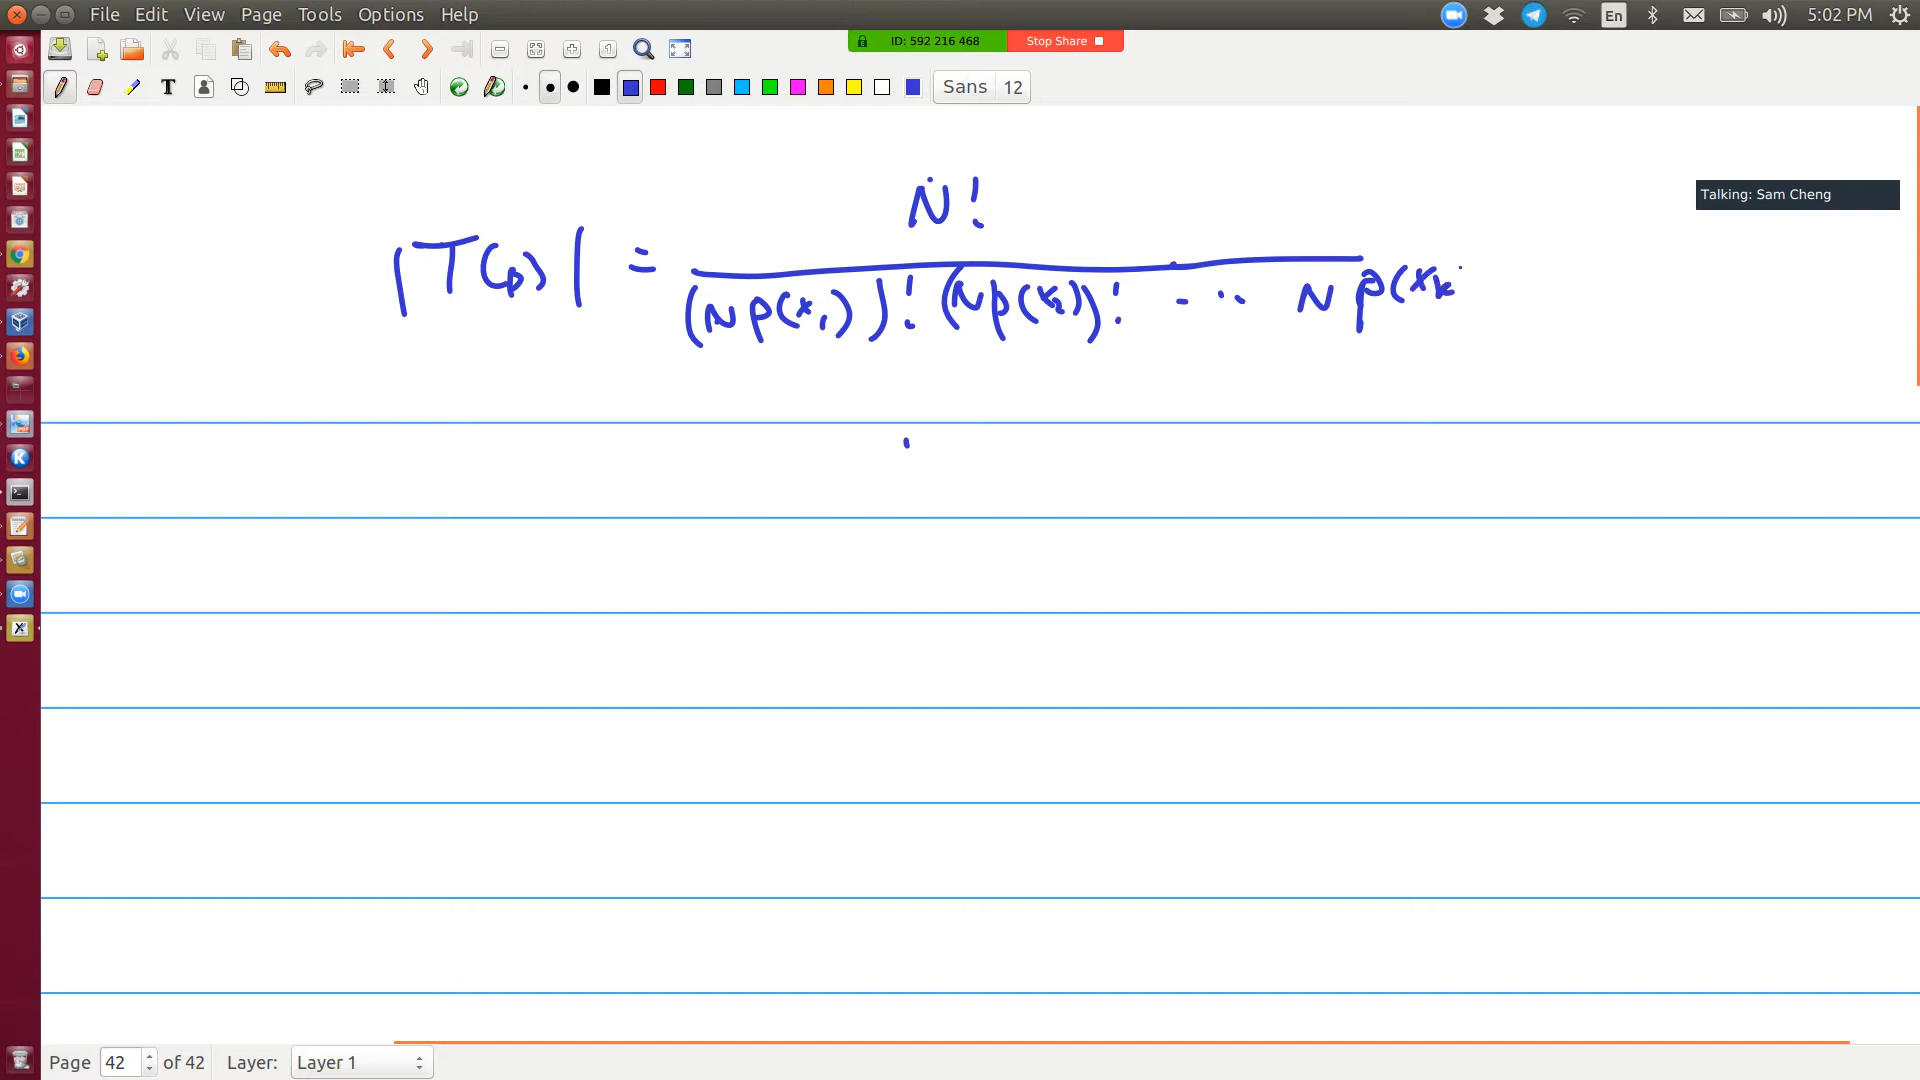 File Edit View Page Tools Options Help
En 5:02 PM
ID: 592 216 468 Stop Share
T Sans 12
Talking: Sam Cheng
N!
|T(p)| =
(Np(x₁))! (Np(x₂))! ... Np(xₖ
Page 42 of 42 Layer: Layer 1